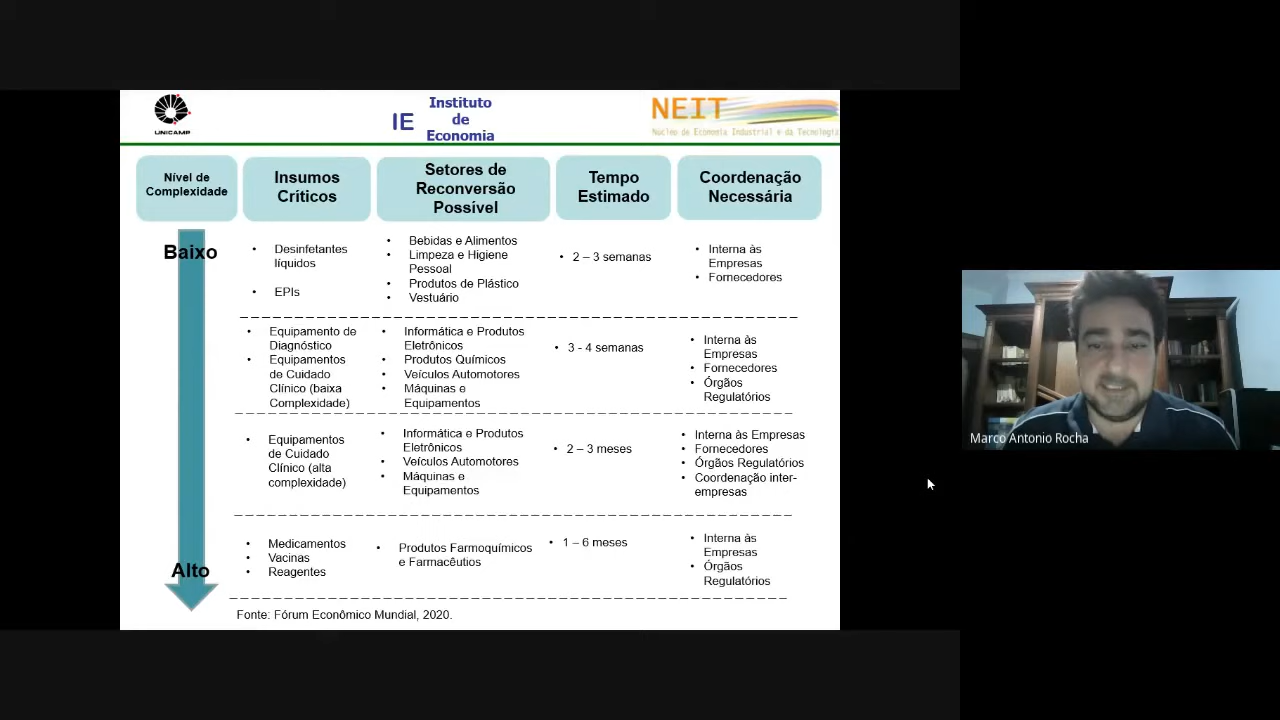 UNICAMP
IE
Instituto
de
Economia
NEIT
Núcleo de Economia Industrial e da Tecnologia
Nível de
Complexidade
Insumos
Críticos
Setores de
Reconversão
Possível
Tempo
Estimado
Coordenação
Necessária
Baixo
• Desinfetantes
líquidos
• EPIs
• Bebidas e Alimentos
• Limpeza e Higiene
Pessoal
• Produtos de Plástico
• Vestuário
• 2 – 3 semanas
• Interna às
Empresas
• Fornecedores
• Equipamento de
Diagnóstico
• Equipamentos
de Cuidado
Clínico (baixa
Complexidade)
• Informática e Produtos
Eletrônicos
• Produtos Químicos
• Veículos Automotores
• Máquinas e
Equipamentos
• 3 - 4 semanas
• Interna às
Empresas
• Fornecedores
• Órgãos
Regulatórios
• Equipamentos
de Cuidado
Clínico (alta
complexidade)
• Informática e Produtos
Eletrônicos
• Veículos Automotores
• Máquinas e
Equipamentos
• 2 – 3 meses
• Interna às Empresas
• Fornecedores
• Órgãos Regulatórios
• Coordenação inter-
empresas
Alto
• Medicamentos
• Vacinas
• Reagentes
• Produtos Farmoquímicos
e Farmacêutios
• 1 – 6 meses
• Interna às
Empresas
• Órgãos
Regulatórios
Fonte: Fórum Econômico Mundial, 2020.
Marco Antonio Rocha